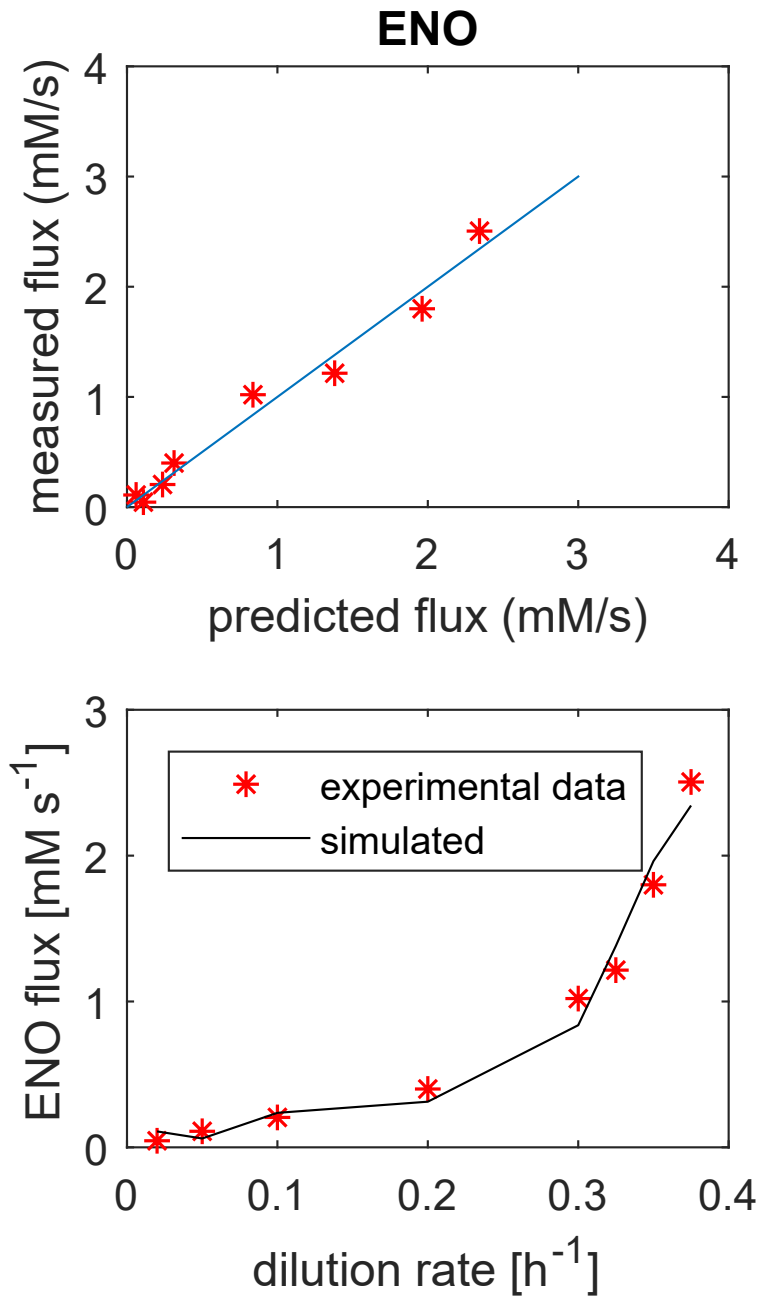 ENO
measured flux (mM/s)
4
3
2
1
0
0 1 2 3 4
predicted flux (mM/s)
ENO flux [mM s⁻¹]
3
2
1
0
experimental data
simulated
0 0.1 0.2 0.3 0.4
dilution rate [h⁻¹]